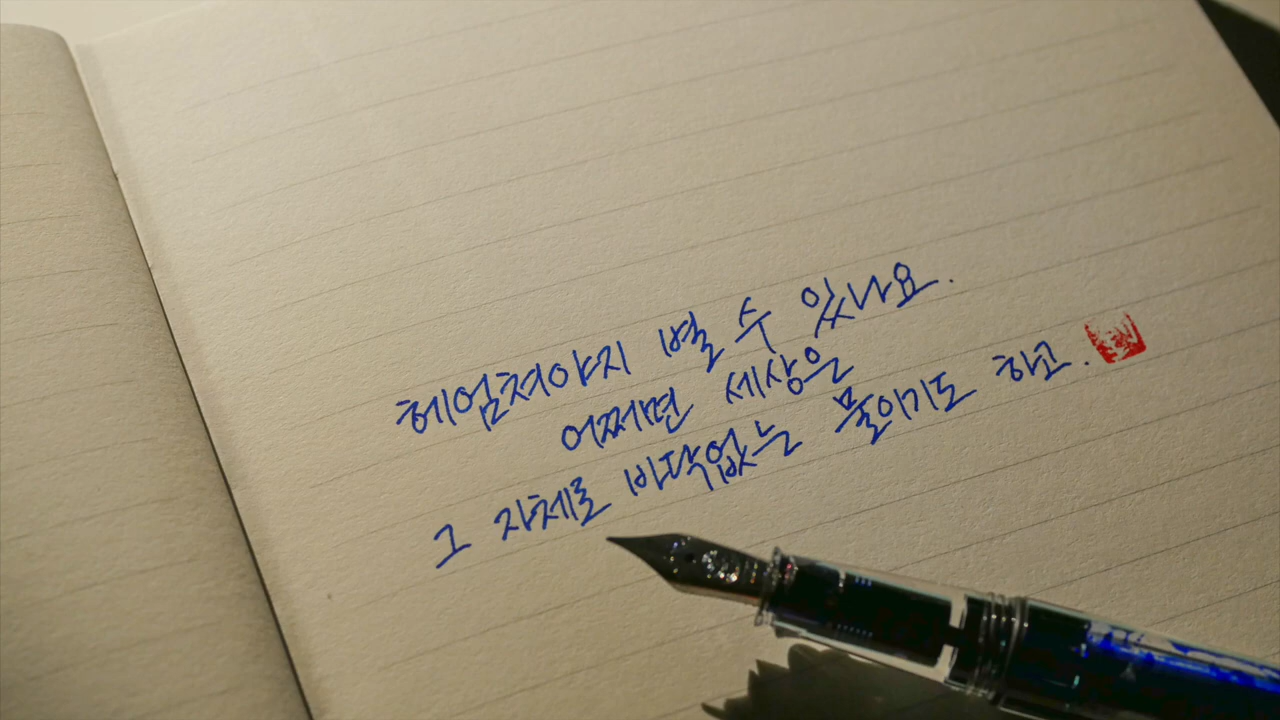 헤엄쳐야지 별 수 있나요.
어쩌면 세상은
그 자체로 바닥없는 물이기도 하고.